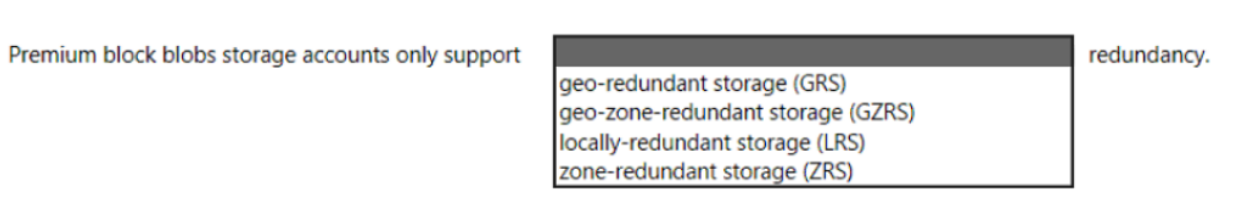 Premium block blobs storage accounts only support redundancy.
geo-redundant storage (GRS)
geo-zone-redundant storage (GZRS)
locally-redundant storage (LRS)
zone-redundant storage (ZRS)